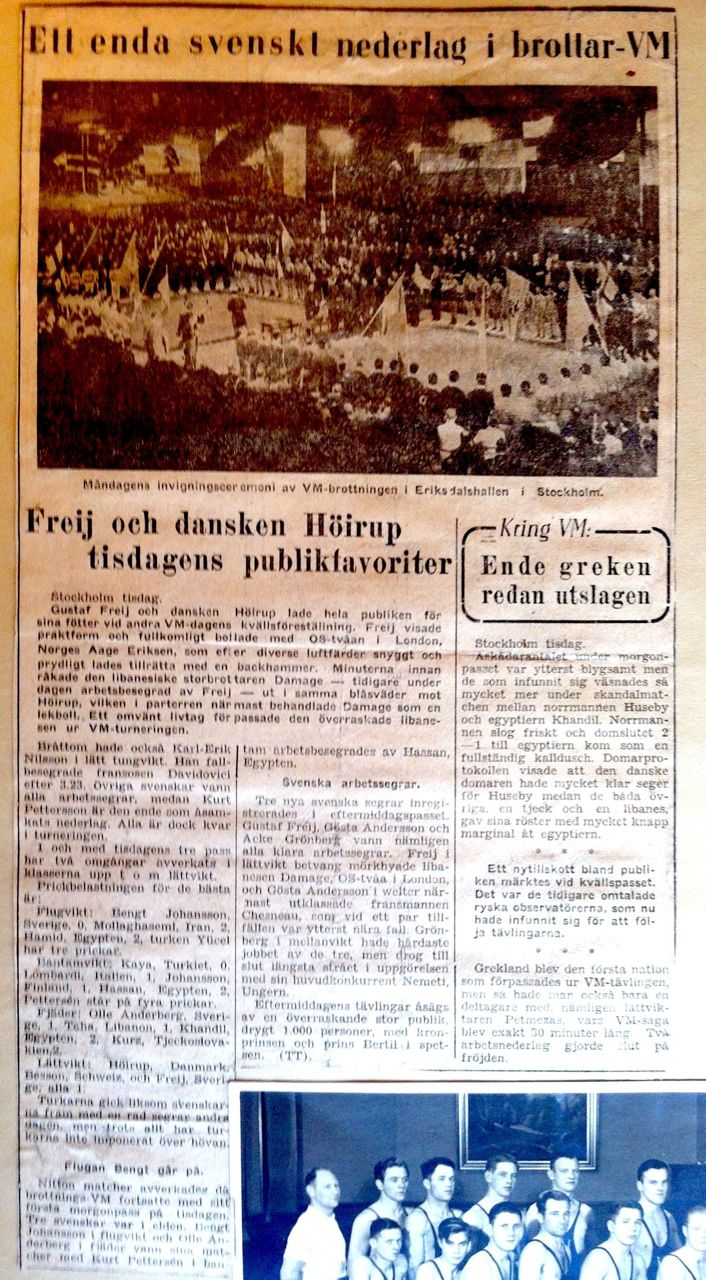 Ett enda svenskt nederlag i brottar-VM
Måndagens invigningsceremoni av VM-brottningen i Eriksdalshallen i Stockholm.
Freij och dansken Höirup
tisdagens publikfavoriter
Stockholm tisdag.
Gustaf Freij och dansken Höirup lade hela publiken för
sina fötter vid andra VM-dagens kvällsföreställning. Freij visade
praktform och fullkomligt bollade med OS-tvåan i London,
Norges Aage Eriksen, som efter diverse luftfärder snyggt och
prydligt lades tillrätta med en backhammer. Minuterna innan
råkade den libanesiske storbrottaren Damage — tidigare under
dagen arbetsbesegrad av Freij — ut i samma blåsväder mot
Höirup, vilken i parterren närmast behandlade Damage som en
lekboll. Ett omvänt livtag förpassade den överraskade libane-
sen ur VM-turneringen.
Bråttom hade också Karl-Erik
Nilsson i lätt tungvikt. Han fall-
besegrade fransosen Davidovici
efter 3.23. Övriga svenskar vann
alla arbetssegrar, medan Kurt
Pettersson är den ende som åsam-
kats nederlag. Alla är dock kvar
i turneringen.
I och med tisdagens tre pass
har två omgångar avverkats i
klasserna upp t o m lättvikt.
Prickbelastningen för de bästa
är:
Flugvikt: Bengt Johansson,
Sverige, 0, Mollaghasemi, Iran, 2,
Hamid, Egypten, 2, turken Yücel
har tre prickar.
Bantamvikt: Kaya, Turkiet, 0,
Lombardi, Italien, 1, Johansson,
Finland, 1, Hassan, Egypten, 2,
Pettersén står på fyra prickar.
Fjäder: Olle Anderberg, Sveri-
ge, 1, Taha, Libanon, 1, Khandil,
Egypten, 2, Kurz, Tjeckoslova-
kien, 2.
Lättvikt: Höirup, Danmark,
Besson, Schweiz, och Freij, Sveri-
ge, alla 1.
Turkarna gick liksom svenskar-
na fram med en rad segrar andra
dagen, men trots allt har tur-
karna inte imponerat över hövan.
Flugan Bengt går på.
Nitton matcher avverkades då
brottnings-VM fortsatte med sitt
första morgonpass på tisdagen.
Tre svenskar var i elden. Bengt
Johansson i flugvikt och Olle An-
derberg i fjäder vann sina mat-
cher med Kurt Pettersén i ban-
tam arbetsbesegrades av Hassan,
Egypten.
Svenska arbetssegrar.
Tre nya svenska segrar inregi-
strerades i eftermiddagspasset.
Gustaf Freij, Gösta Andersson och
Acke Grönberg vann nämligen
alla klara arbetssegrar. Freij i
lättvikt betvang mörkhyade liba-
nesen Damage, OS-tvåa i London,
och Gösta Andersson i welter när-
mast utklassade fransmannen
Chesneau, som vid ett par till-
fällen var ytterst nära fall. Grön-
berg i mellanvikt hade hårdaste
jobbet av de tre, men drog till
slut längsta strået i uppgörelsen
med sin huvudkonkurrent Nemeti,
Ungern.
Eftermiddagens tävlingar åsågs
av en överraskande stor publik,
drygt 1.000 personer, med kron-
prinsen och prins Bertil i spet-
sen. (TT).
Kring VM:
Ende greken
redan utslagen
Stockholm tisdag.
Åskådarantalet under morgon-
passet var ytterst blygsamt men
de som infunnit sig väsnades så
mycket mer under skandalmat-
chen mellan norrmannen Huseby
och egyptiern Khandil. Norrman-
nen slog friskt och domslutet 2
—1 till egyptiern kom som en
fullständig kalldusch. Domarpro-
tokollen visade att den danske
domaren hade mycket klar seger
för Huseby medan de båda öv-
riga, en tjeck och en libanes,
gav sina röster med mycket knapp
marginal åt egyptiern.
* * *
Ett nytillskott bland publi-
ken märktes vid kvällspasset.
Det var de tidigare omtalade
ryska observatörerna, som nu
hade infunnit sig för att föl-
ja tävlingarna.
* * *
Grekland blev den första nation
som förpassades ur VM-tävlingen,
men så hade man också bara en
deltagare med, nämligen lättvik-
taren Petmezas, vars VM-saga
blev exakt 30 minuter lång. Två
arbetsnederlag gjorde slut på
fröjden.